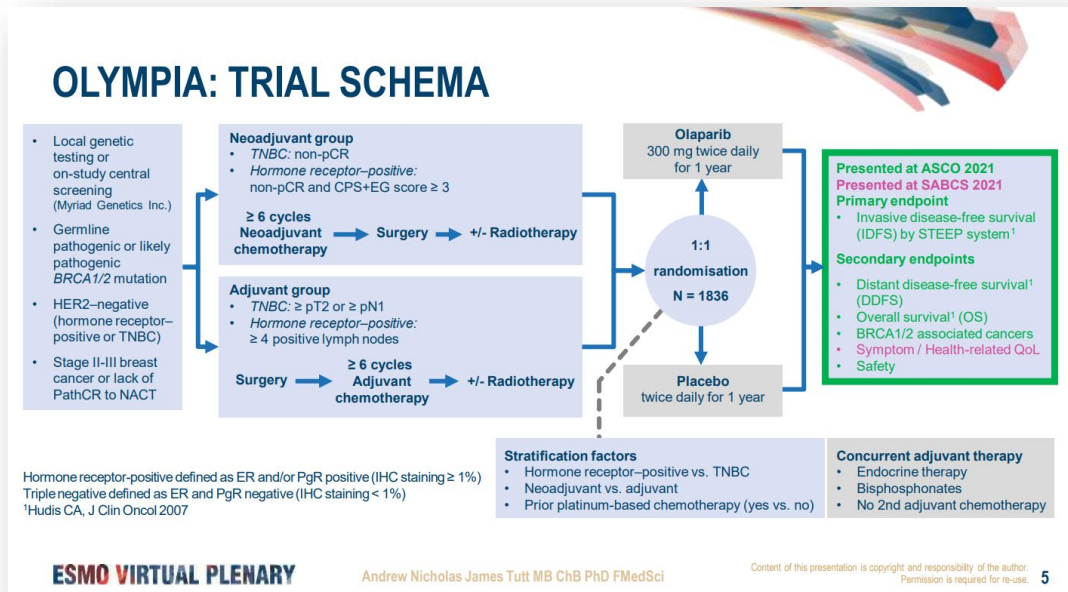 OLYMPIA: TRIAL SCHEMA
• Local genetic
testing or
on-study central
screening
(Myriad Genetics Inc.)
• Germline
pathogenic or likely
pathogenic
BRCA1/2 mutation
• HER2–negative
(hormone receptor–
positive or TNBC)
• Stage II-III breast
cancer or lack of
PathCR to NACT
Neoadjuvant group
• TNBC: non-pCR
• Hormone receptor–positive:
non-pCR and CPS+EG score ≥ 3
≥ 6 cycles
Neoadjuvant
chemotherapy
Surgery
+/- Radiotherapy
Adjuvant group
• TNBC: ≥ pT2 or ≥ pN1
• Hormone receptor–positive:
≥ 4 positive lymph nodes
Surgery
≥ 6 cycles
Adjuvant
chemotherapy
+/- Radiotherapy
Olaparib
300 mg twice daily
for 1 year
1:1
randomisation
N = 1836
Placebo
twice daily for 1 year
Presented at ASCO 2021
Presented at SABCS 2021
Primary endpoint
• Invasive disease-free survival
(IDFS) by STEEP system¹
Secondary endpoints
• Distant disease-free survival¹
(DDFS)
• Overall survival¹ (OS)
• BRCA1/2 associated cancers
• Symptom / Health-related QoL
• Safety
Stratification factors
• Hormone receptor–positive vs. TNBC
• Neoadjuvant vs. adjuvant
• Prior platinum-based chemotherapy (yes vs. no)
Concurrent adjuvant therapy
• Endocrine therapy
• Bisphosphonates
• No 2nd adjuvant chemotherapy
Hormone receptor-positive defined as ER and/or PgR positive (IHC staining ≥ 1%)
Triple negative defined as ER and PgR negative (IHC staining < 1%)
¹Hudis CA, J Clin Oncol 2007
ESMO VIRTUAL PLENARY
Andrew Nicholas James Tutt MB ChB PhD FMedSci
Content of this presentation is copyright and responsibility of the author.
Permission is required for re-use.
5